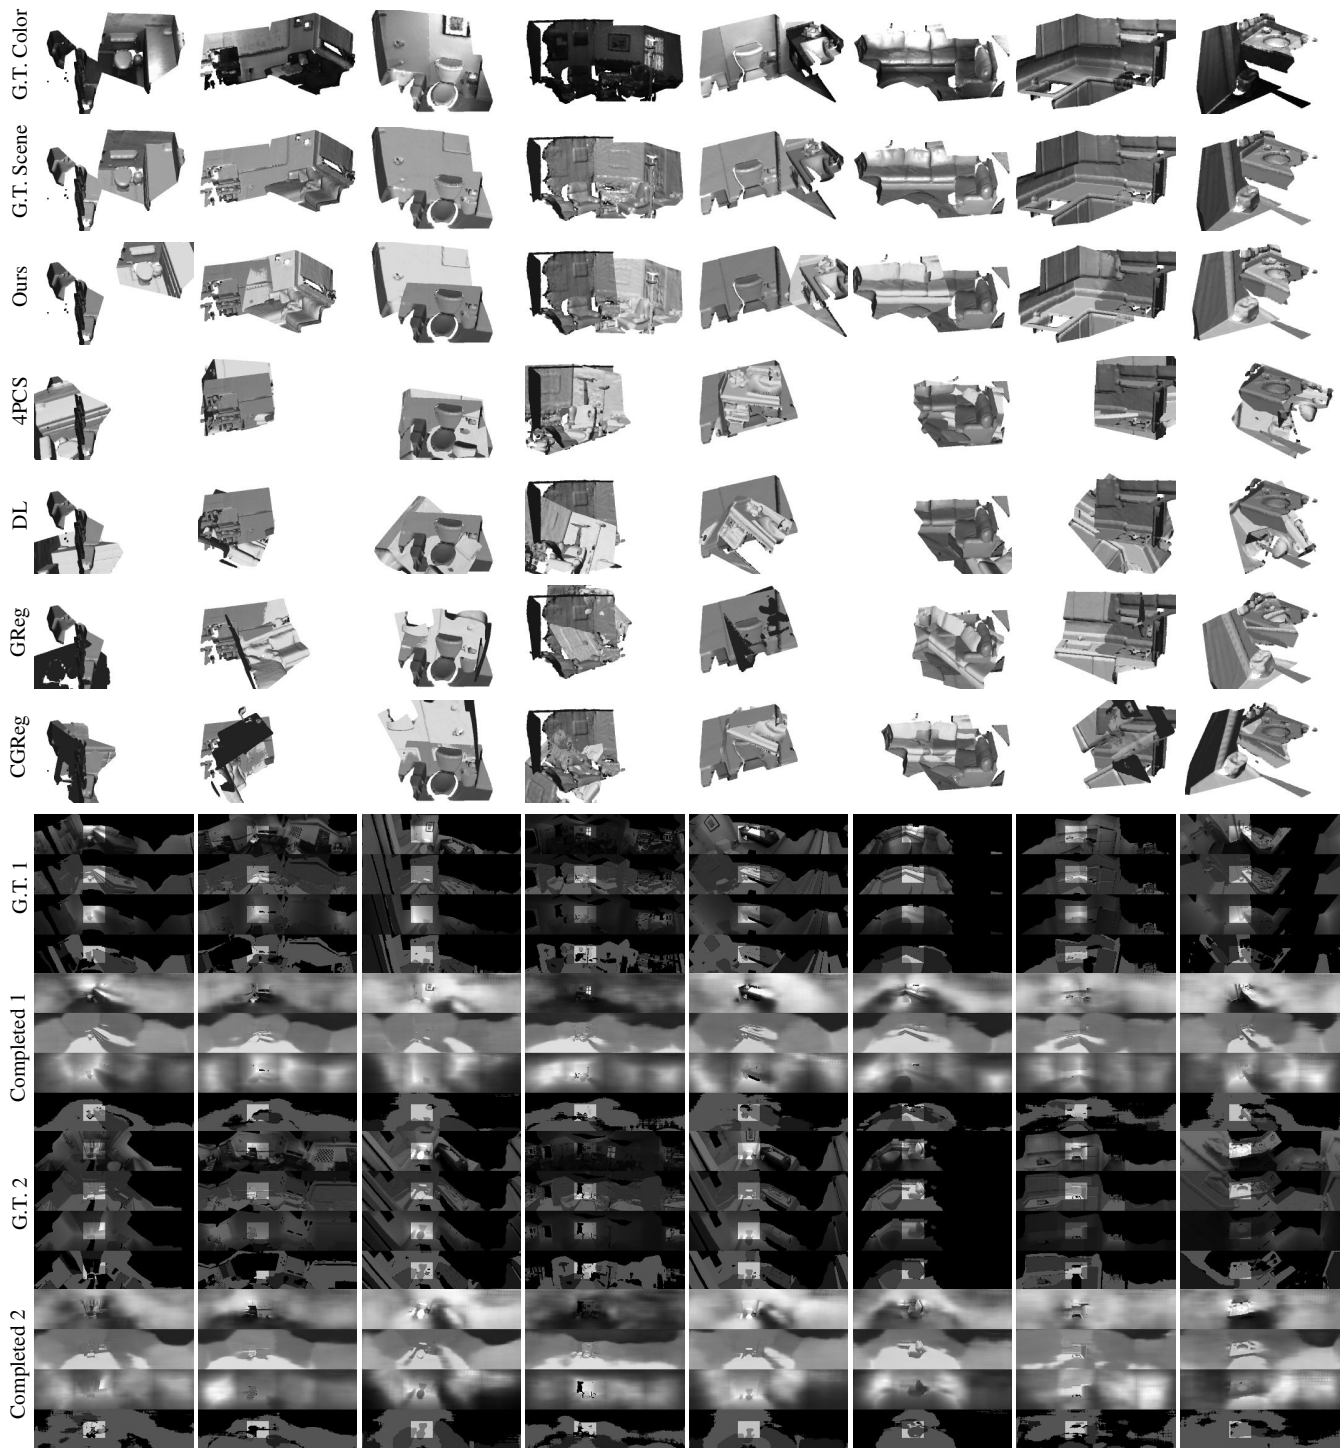 G.T. Color
G.T. Scene
Ours
4PCS
DL
GReg
CGReg
G.T. 1
Completed 1
G.T. 2
Completed 2